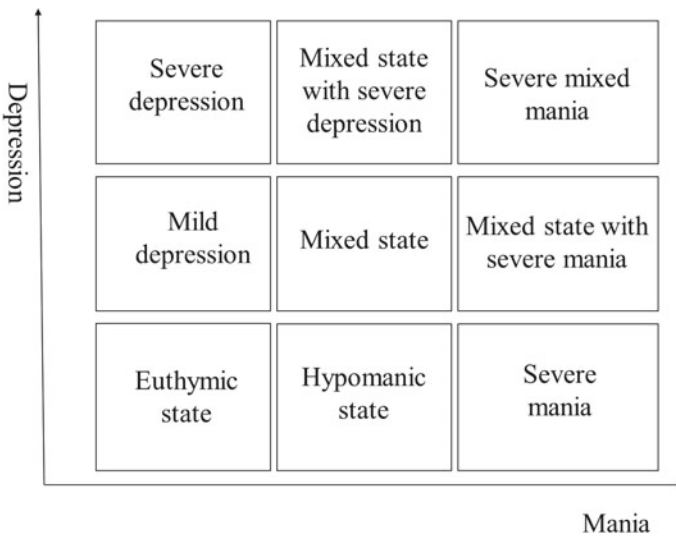 Depression
Severe
depression
Mixed state
with severe
depression
Severe mixed
mania
Mild
depression
Mixed state
Mixed state with
severe mania
Euthymic
state
Hypomanic
state
Severe
mania
Mania